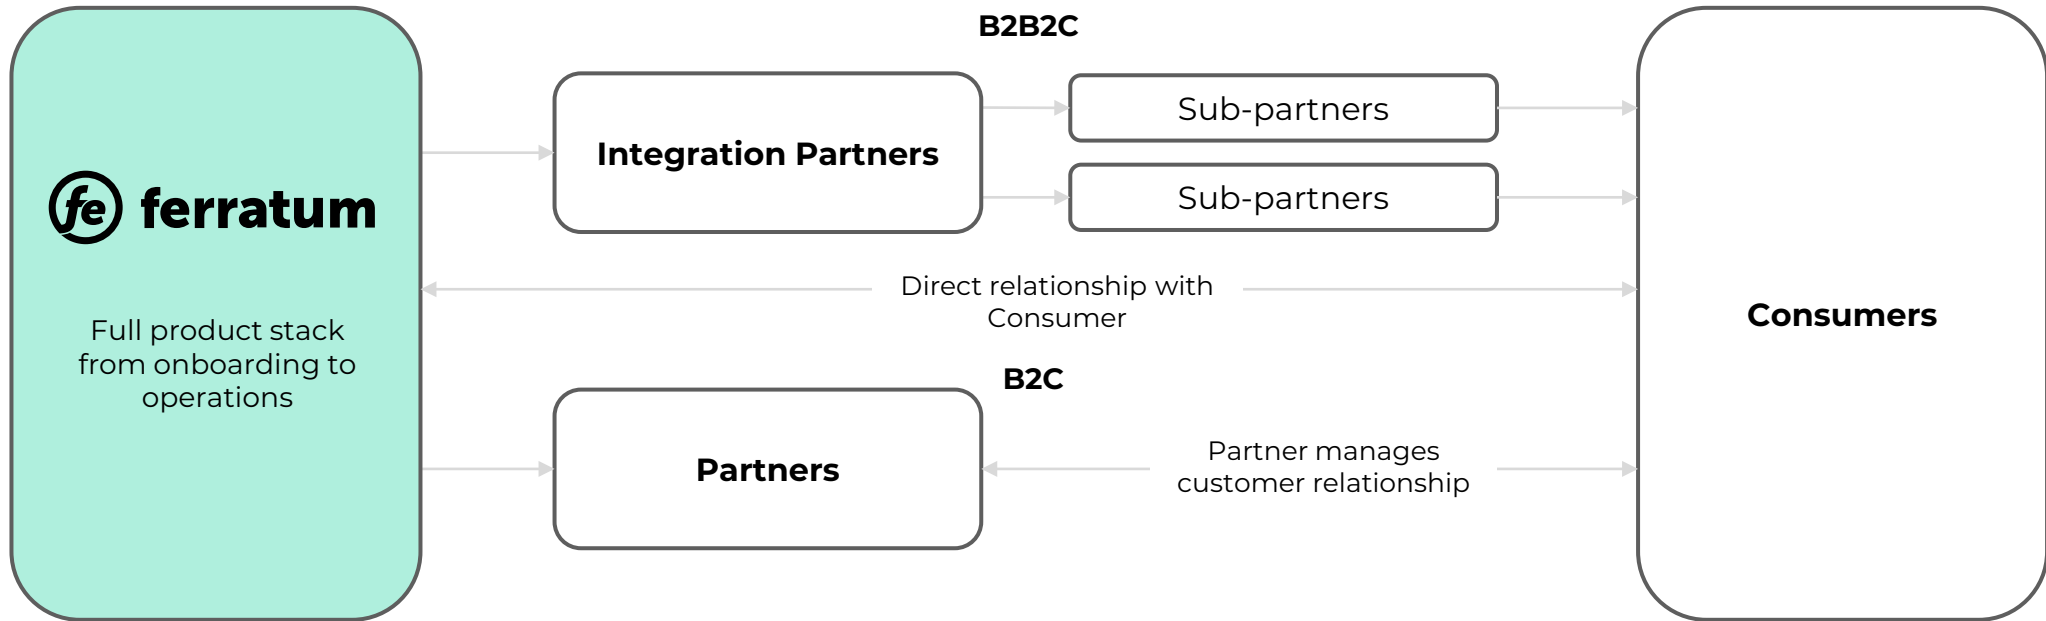 B2B2C
fe ferratum
Full product stack
from onboarding to
operations
Integration Partners
Sub-partners
Sub-partners
Direct relationship with
Consumer
B2C
Partners
Partner manages
customer relationship
Consumers